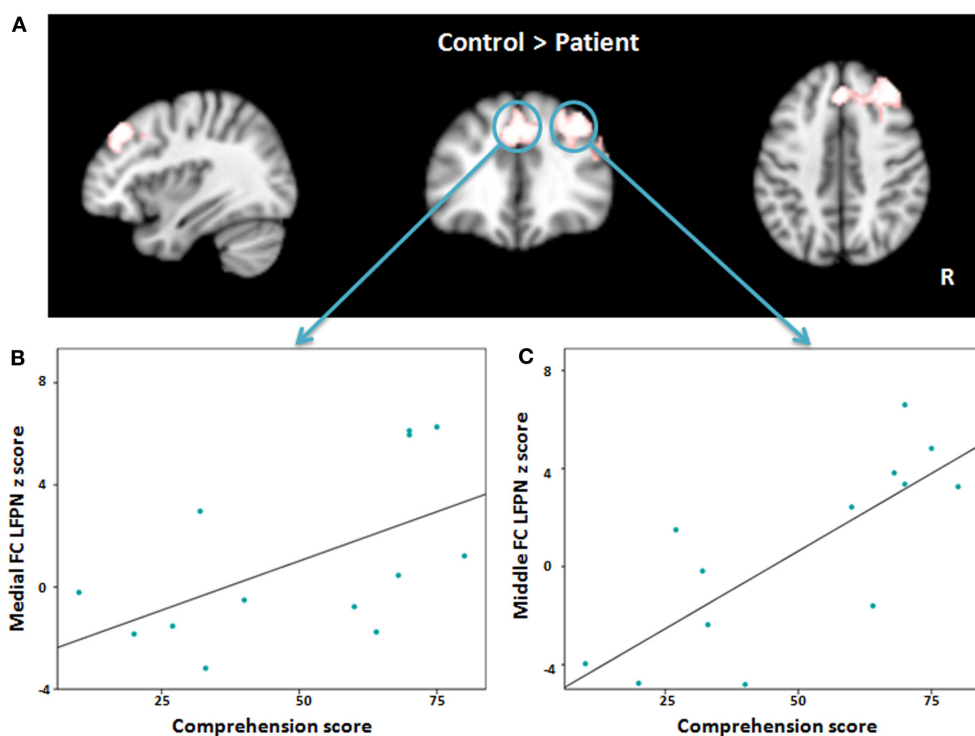 A
Control > Patient
R
B
Medial FC LFPN z score
8
4
0
-4
25
50
75
Comprehension score
C
Middle FC LFPN z score
8
4
0
-4
25
50
75
Comprehension score